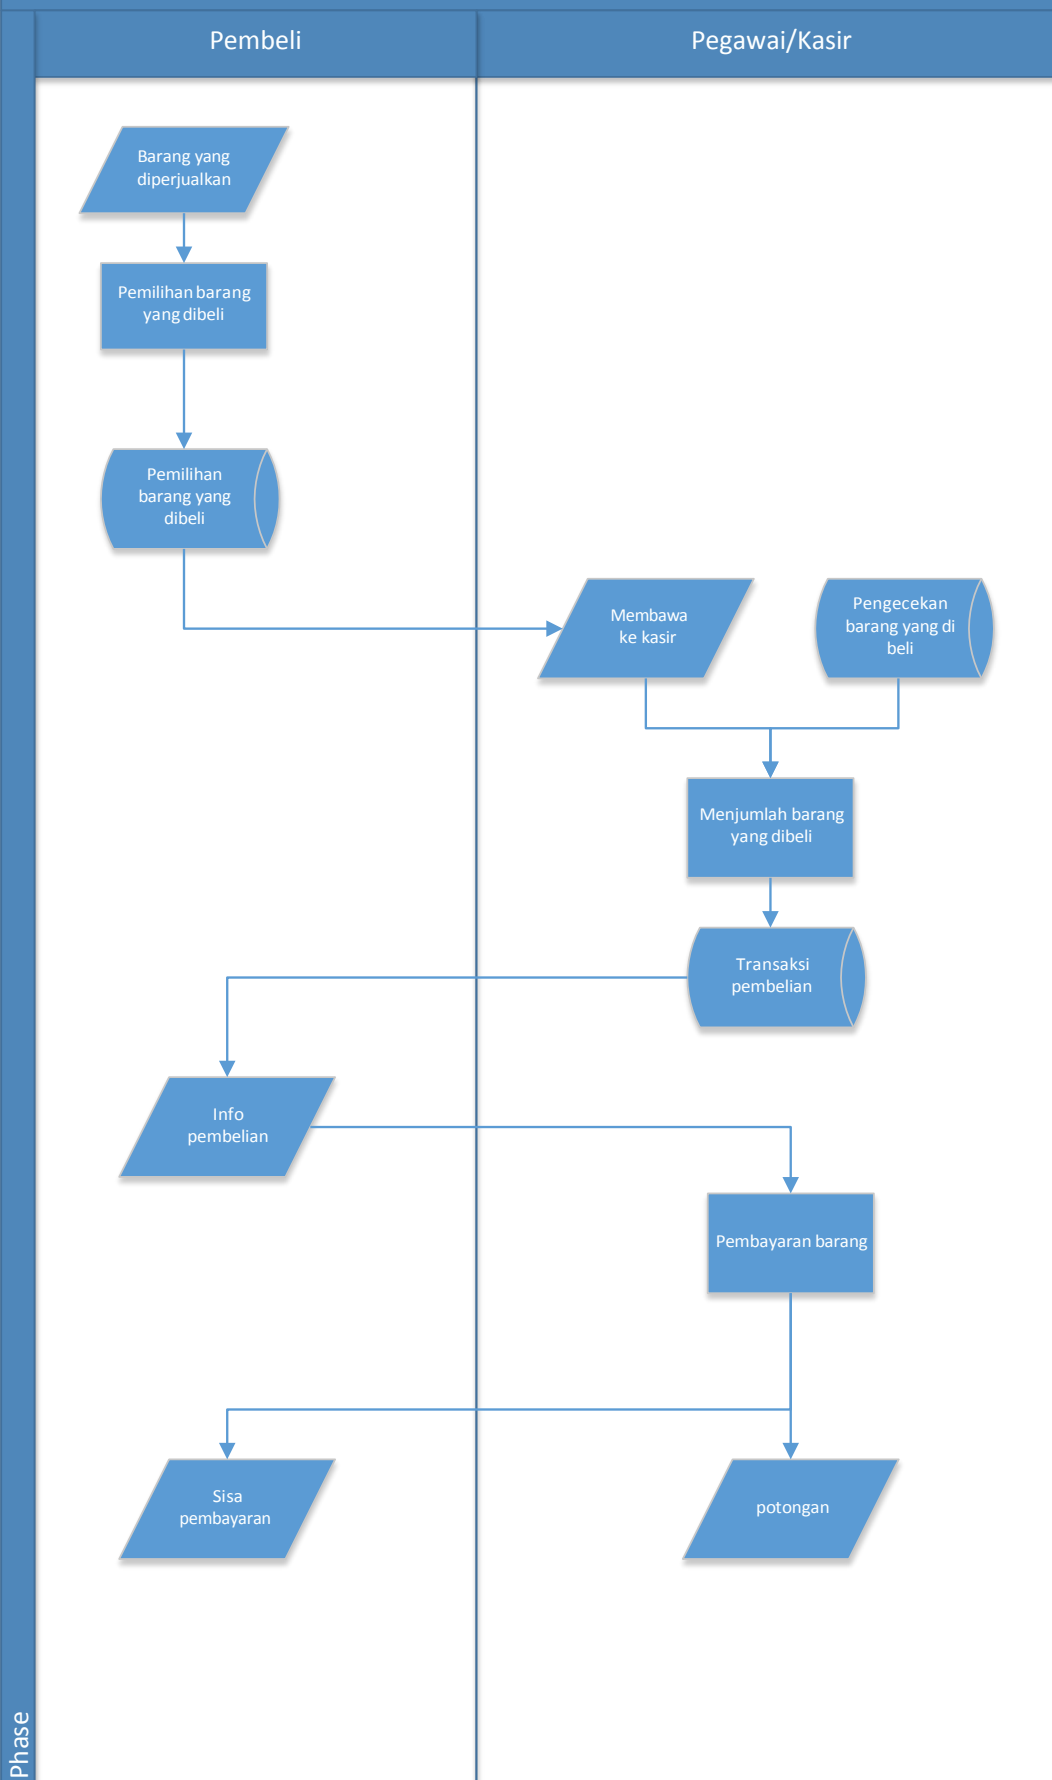 Pembeli
Pegawai/Kasir
Barang yang
diperjualkan
Pemilihan barang
yang dibeli
Pemilihan
barang yang
dibeli
Membawa
ke kasir
Pengecekan
barang yang di
beli
Menjumlah barang
yang dibeli
Transaksi
pembelian
Info
pembelian
Pembayaran barang
Sisa
pembayaran
potongan
Phase